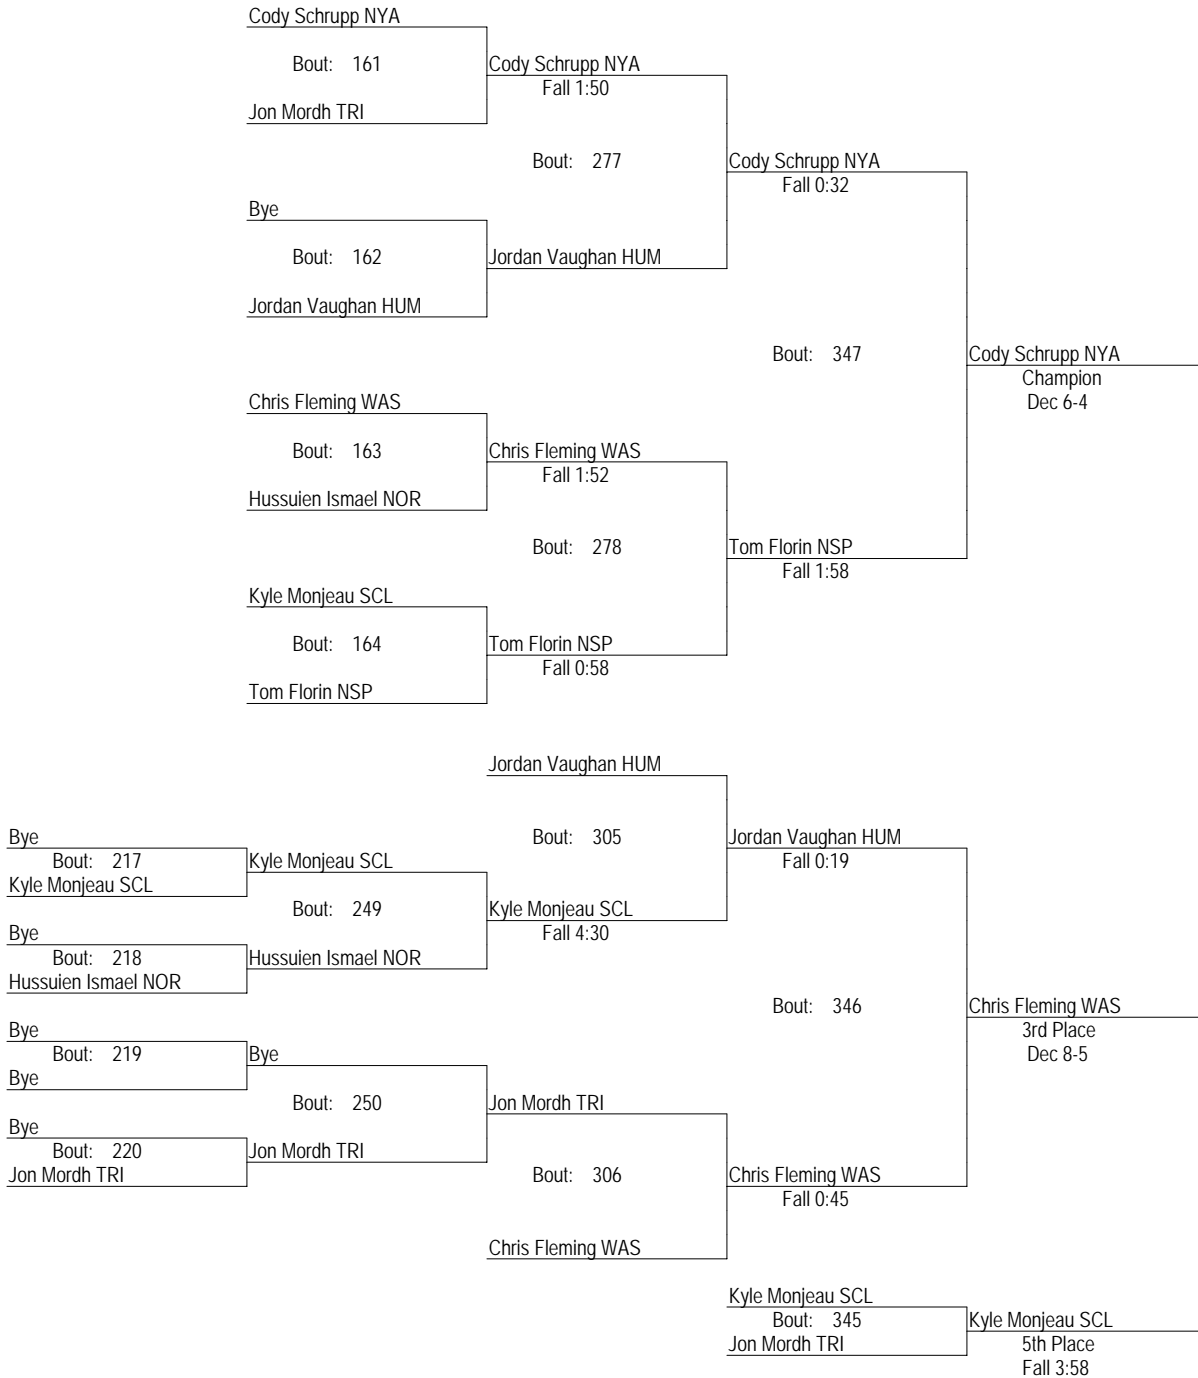 Cody Schrupp NYA
Bout: 161
Cody Schrupp NYA
Fall 1:50
Jon Mordh TRI
Bout: 277
Cody Schrupp NYA
Fall 0:32
Bye
Bout: 162
Jordan Vaughan HUM
Jordan Vaughan HUM
Bout: 347
Cody Schrupp NYA
Champion
Dec 6-4
Chris Fleming WAS
Bout: 163
Chris Fleming WAS
Fall 1:52
Hussuien Ismael NOR
Bout: 278
Tom Florin NSP
Fall 1:58
Kyle Monjeau SCL
Bout: 164
Tom Florin NSP
Fall 0:58
Tom Florin NSP
Jordan Vaughan HUM
Bye
Bout: 305
Jordan Vaughan HUM
Bout: 217
Kyle Monjeau SCL
Fall 0:19
Kyle Monjeau SCL
Bout: 249
Kyle Monjeau SCL
Fall 4:30
Bye
Bout: 218
Hussuien Ismael NOR
Hussuien Ismael NOR
Bout: 346
Chris Fleming WAS
3rd Place
Dec 8-5
Bye
Bout: 219
Bye
Bye
Bout: 250
Jon Mordh TRI
Bye
Bout: 220
Jon Mordh TRI
Jon Mordh TRI
Bout: 306
Chris Fleming WAS
Fall 0:45
Chris Fleming WAS
Kyle Monjeau SCL
Bout: 345
Kyle Monjeau SCL
Jon Mordh TRI
5th Place
Fall 3:58